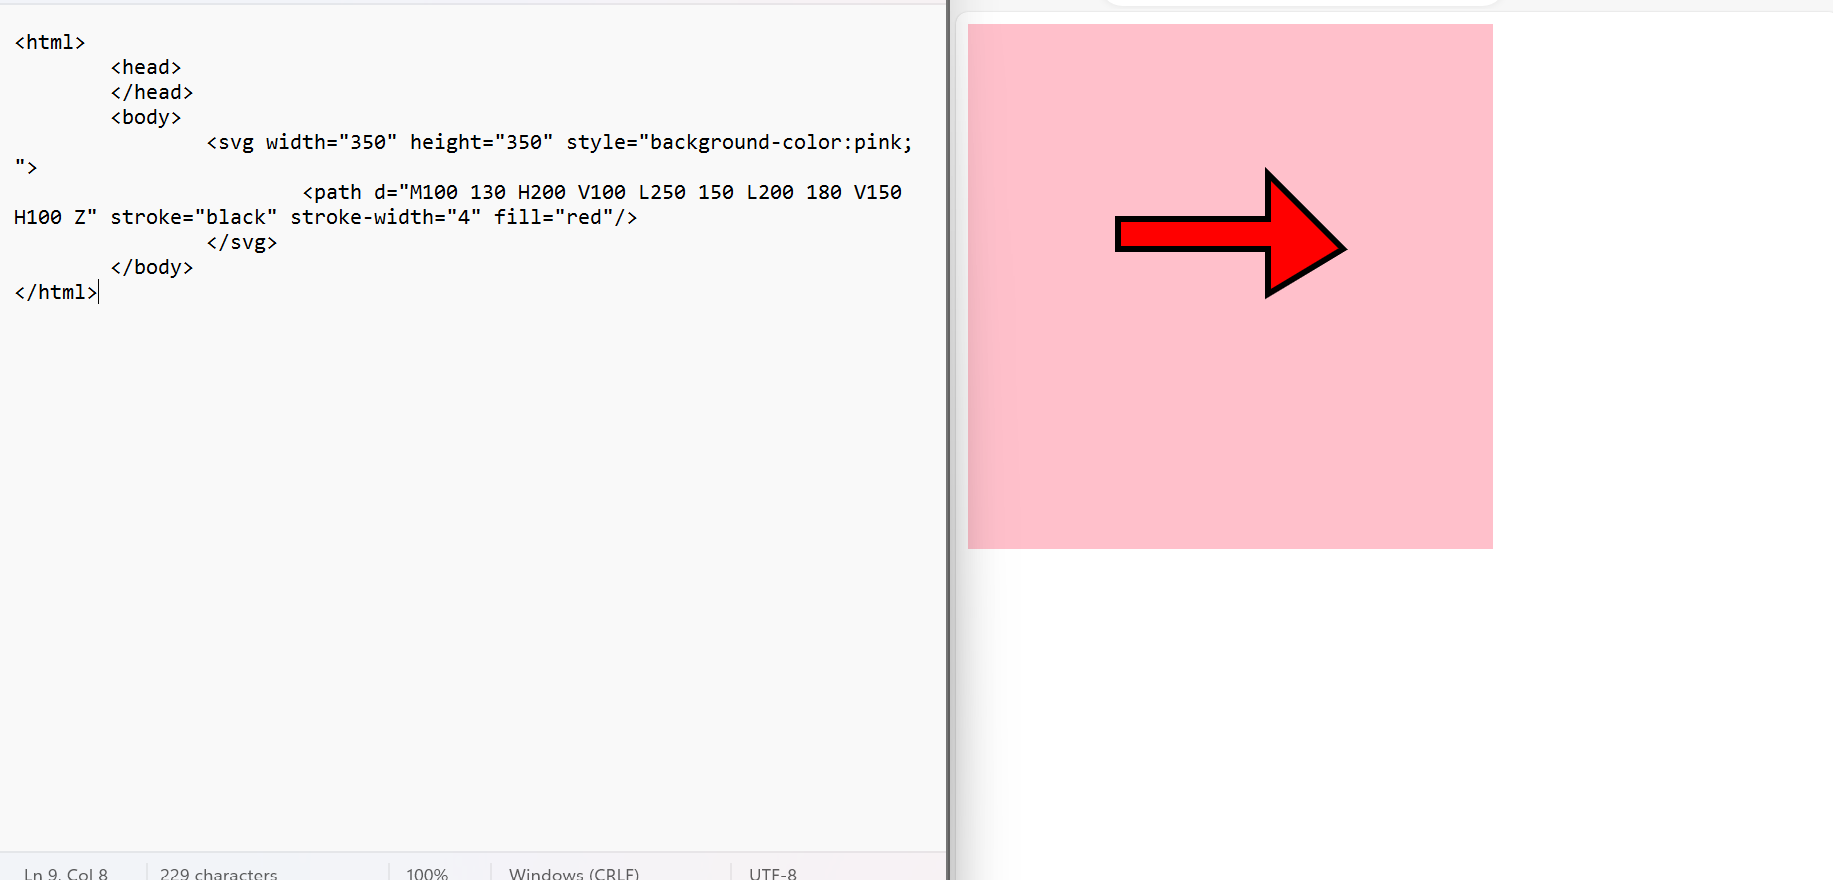 <html>
<head>
</head>
<body>
<svg width="350" height="350" style="background-color:pink;
">
<path d="M100 130 H200 V100 L250 150 L200 180 V150
H100 Z" stroke="black" stroke-width="4" fill="red"/>
</svg>
</body>
</html>
Ln 9, Col 8
229 characters
100%
Windows (CRLF)
UTF-8